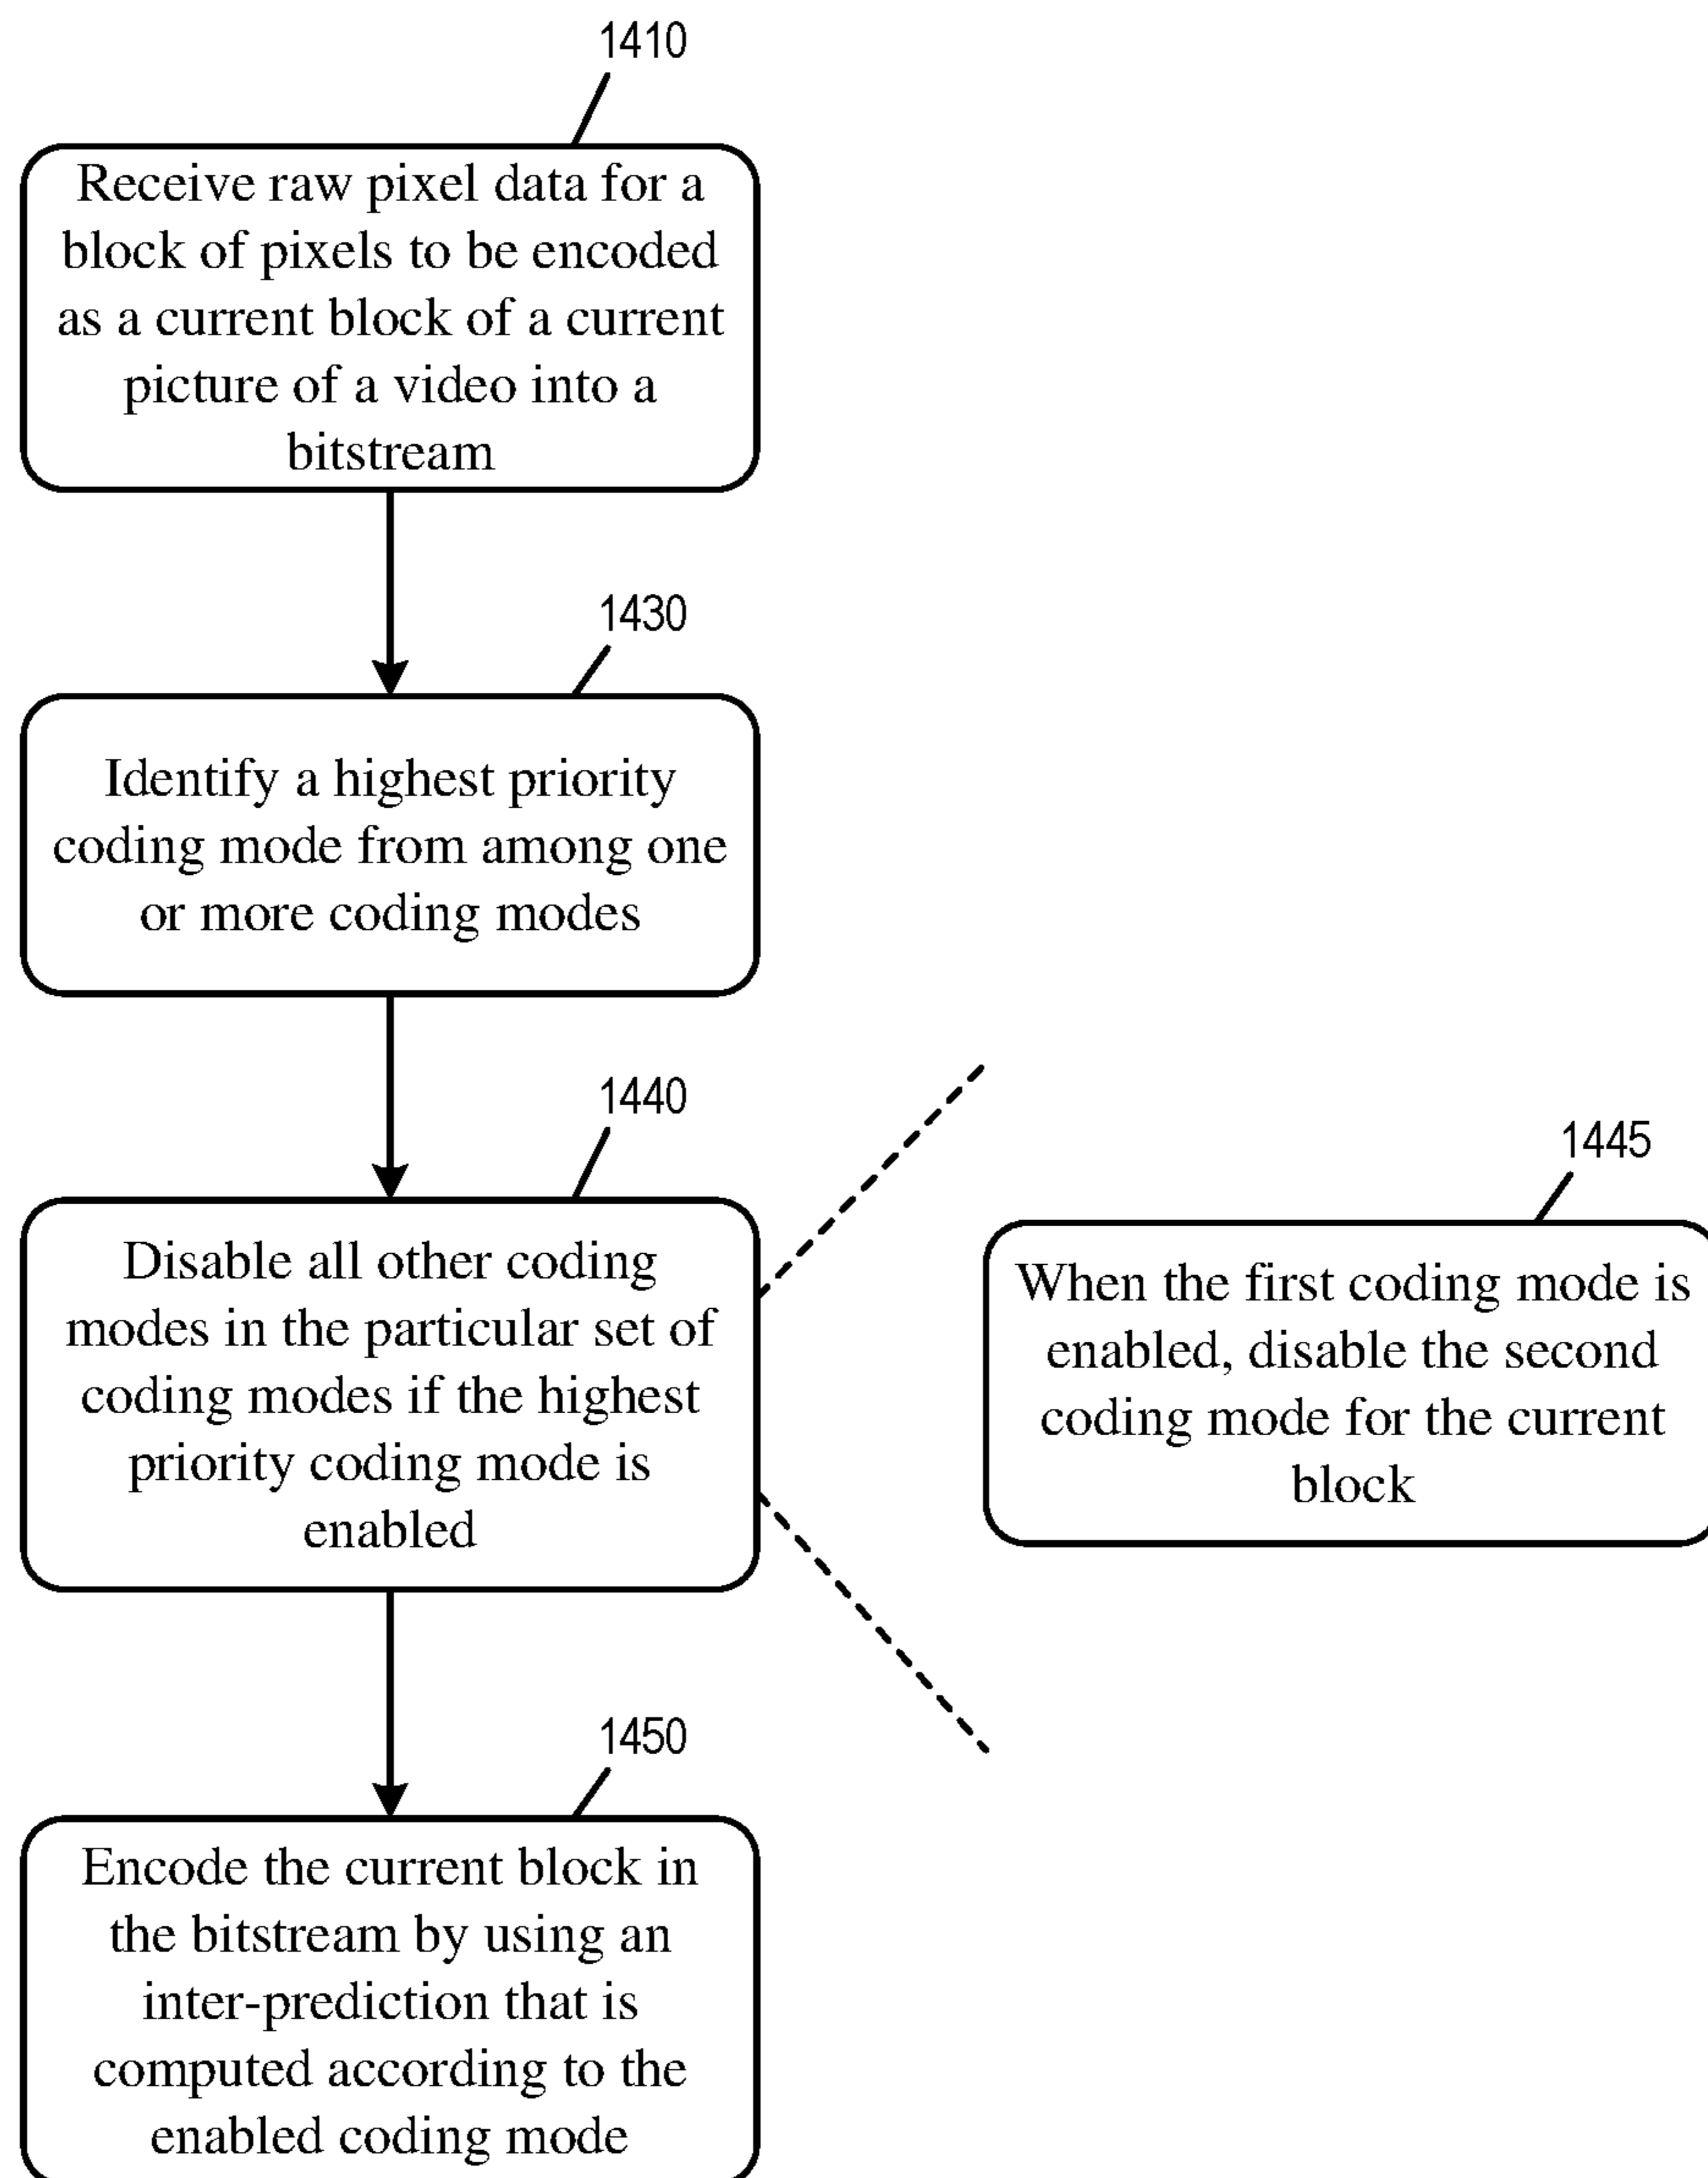 1410
Receive raw pixel data for a
block of pixels to be encoded
as a current block of a current
picture of a video into a
bitstream
1430
Identify a highest priority
coding mode from among one
or more coding modes
1440
Disable all other coding
modes in the particular set of
coding modes if the highest
priority coding mode is
enabled
1445
When the first coding mode is
enabled, disable the second
coding mode for the current
block
1450
Encode the current block in
the bitstream by using an
inter-prediction that is
computed according to the
enabled coding mode